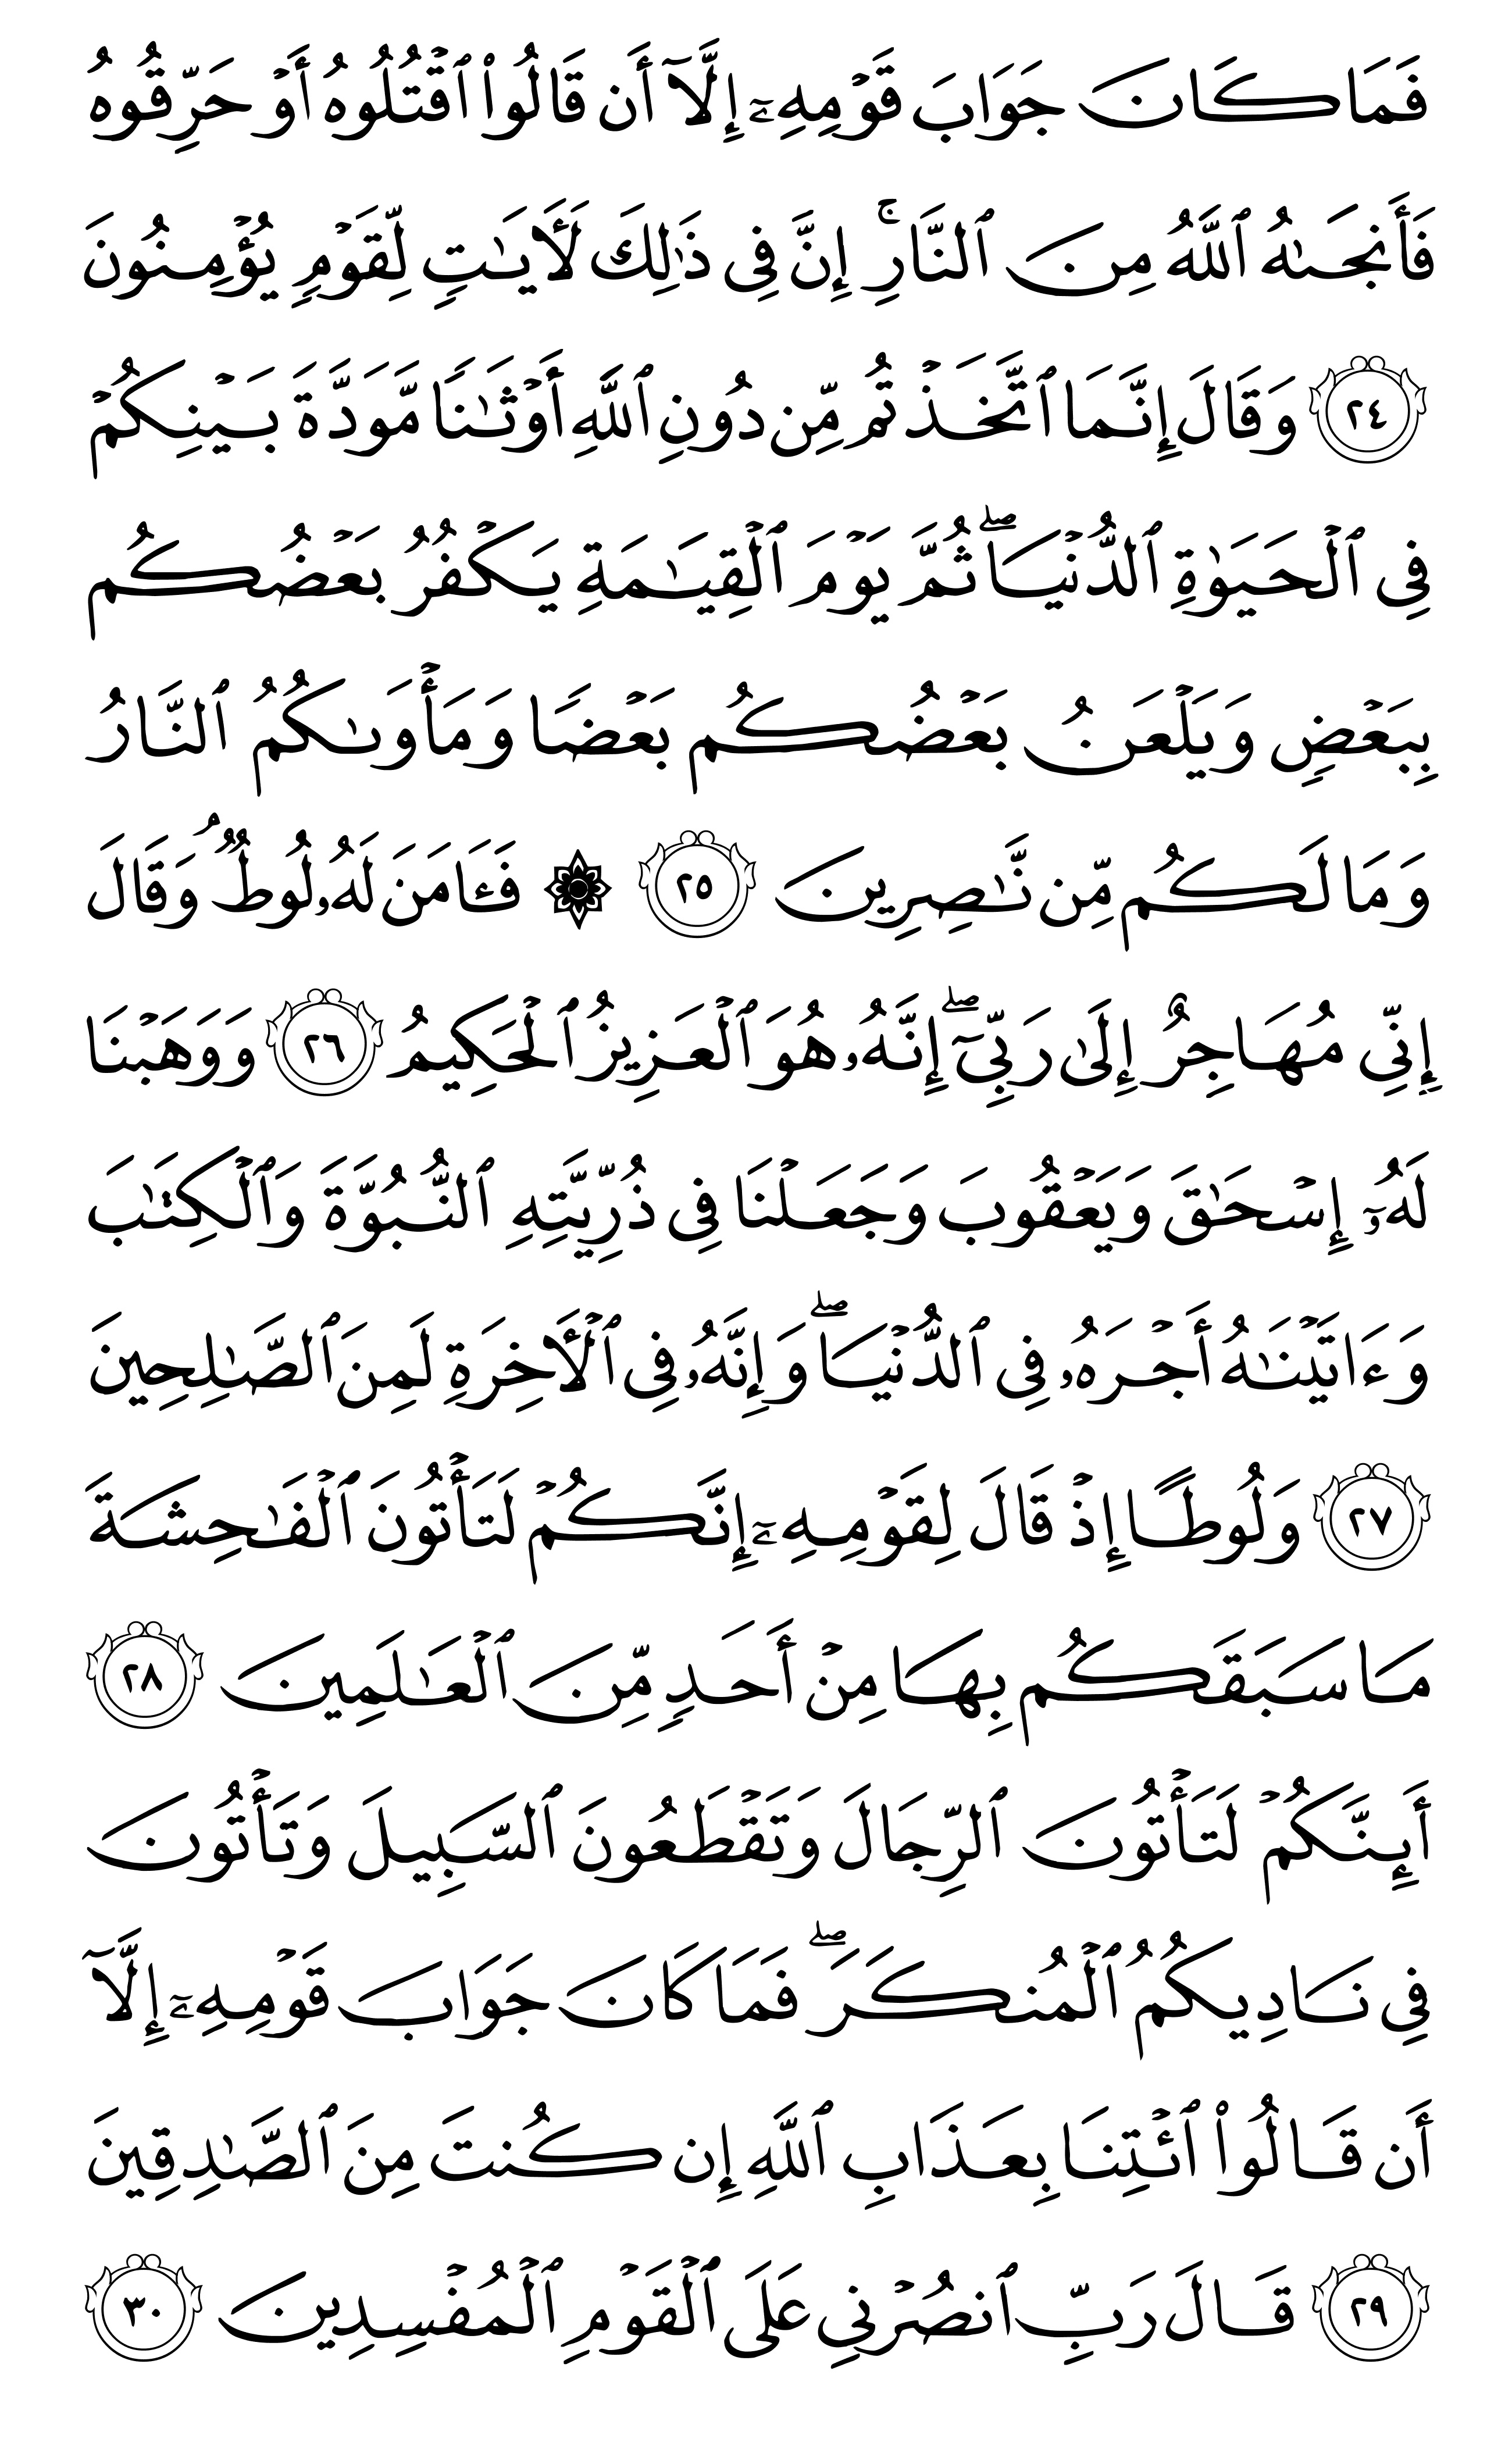 فَمَا كَانَ جَوَابَ قَوْمِهِۦٓ إِلَّآ أَن قَالُوا۟ ٱقْتُلُوهُ أَوْ حَرِّقُوهُ
فَأَنجَىٰهُ ٱللَّهُ مِنَ ٱلنَّارِ ۚ إِنَّ فِى ذَٰلِكَ لَـَٔايَـٰتٍ لِّقَوْمٍ يُؤْمِنُونَ
٢٤ وَقَالَ إِنَّمَا ٱتَّخَذْتُم مِّن دُونِ ٱللَّهِ أَوْثَـٰنًا مَّوَدَّةَ بَيْنِكُمْ
فِى ٱلْحَيَوٰةِ ٱلدُّنْيَا ۖ ثُمَّ يَوْمَ ٱلْقِيَـٰمَةِ يَكْفُرُ بَعْضُكُم
بِبَعْضٍ وَيَلْعَنُ بَعْضُكُم بَعْضًا وَمَأْوَىٰكُمُ ٱلنَّارُ
وَمَا لَكُم مِّن نَّـٰصِرِينَ ٢٥ ۞ فَـَٔامَنَ لَهُۥ لُوطٌ ۘ وَقَالَ
إِنِّى مُهَاجِرٌ إِلَىٰ رَبِّىٓ ۖ إِنَّهُۥ هُوَ ٱلْعَزِيزُ ٱلْحَكِيمُ ٢٦ وَوَهَبْنَا
لَهُۥٓ إِسْحَـٰقَ وَيَعْقُوبَ وَجَعَلْنَا فِى ذُرِّيَّتِهِ ٱلنُّبُوَّةَ وَٱلْكِتَـٰبَ
وَءَاتَيْنَـٰهُ أَجْرَهُۥ فِى ٱلدُّنْيَا ۖ وَإِنَّهُۥ فِى ٱلْـَٔاخِرَةِ لَمِنَ ٱلصَّـٰلِحِينَ
٢٧ وَلُوطًا إِذْ قَالَ لِقَوْمِهِۦٓ إِنَّكُمْ لَتَأْتُونَ ٱلْفَـٰحِشَةَ
مَا سَبَقَكُم بِهَا مِنْ أَحَدٍ مِّنَ ٱلْعَـٰلَمِينَ ٢٨
أَئِنَّكُمْ لَتَأْتُونَ ٱلرِّجَالَ وَتَقْطَعُونَ ٱلسَّبِيلَ وَتَأْتُونَ
فِى نَادِيكُمُ ٱلْمُنكَرَ ۖ فَمَا كَانَ جَوَابَ قَوْمِهِۦٓ إِلَّآ
أَن قَالُوا۟ ٱئْتِنَا بِعَذَابِ ٱللَّهِ إِن كُنتَ مِنَ ٱلصَّـٰدِقِينَ
٢٩ قَالَ رَبِّ ٱنصُرْنِى عَلَى ٱلْقَوْمِ ٱلْمُفْسِدِينَ ٣٠